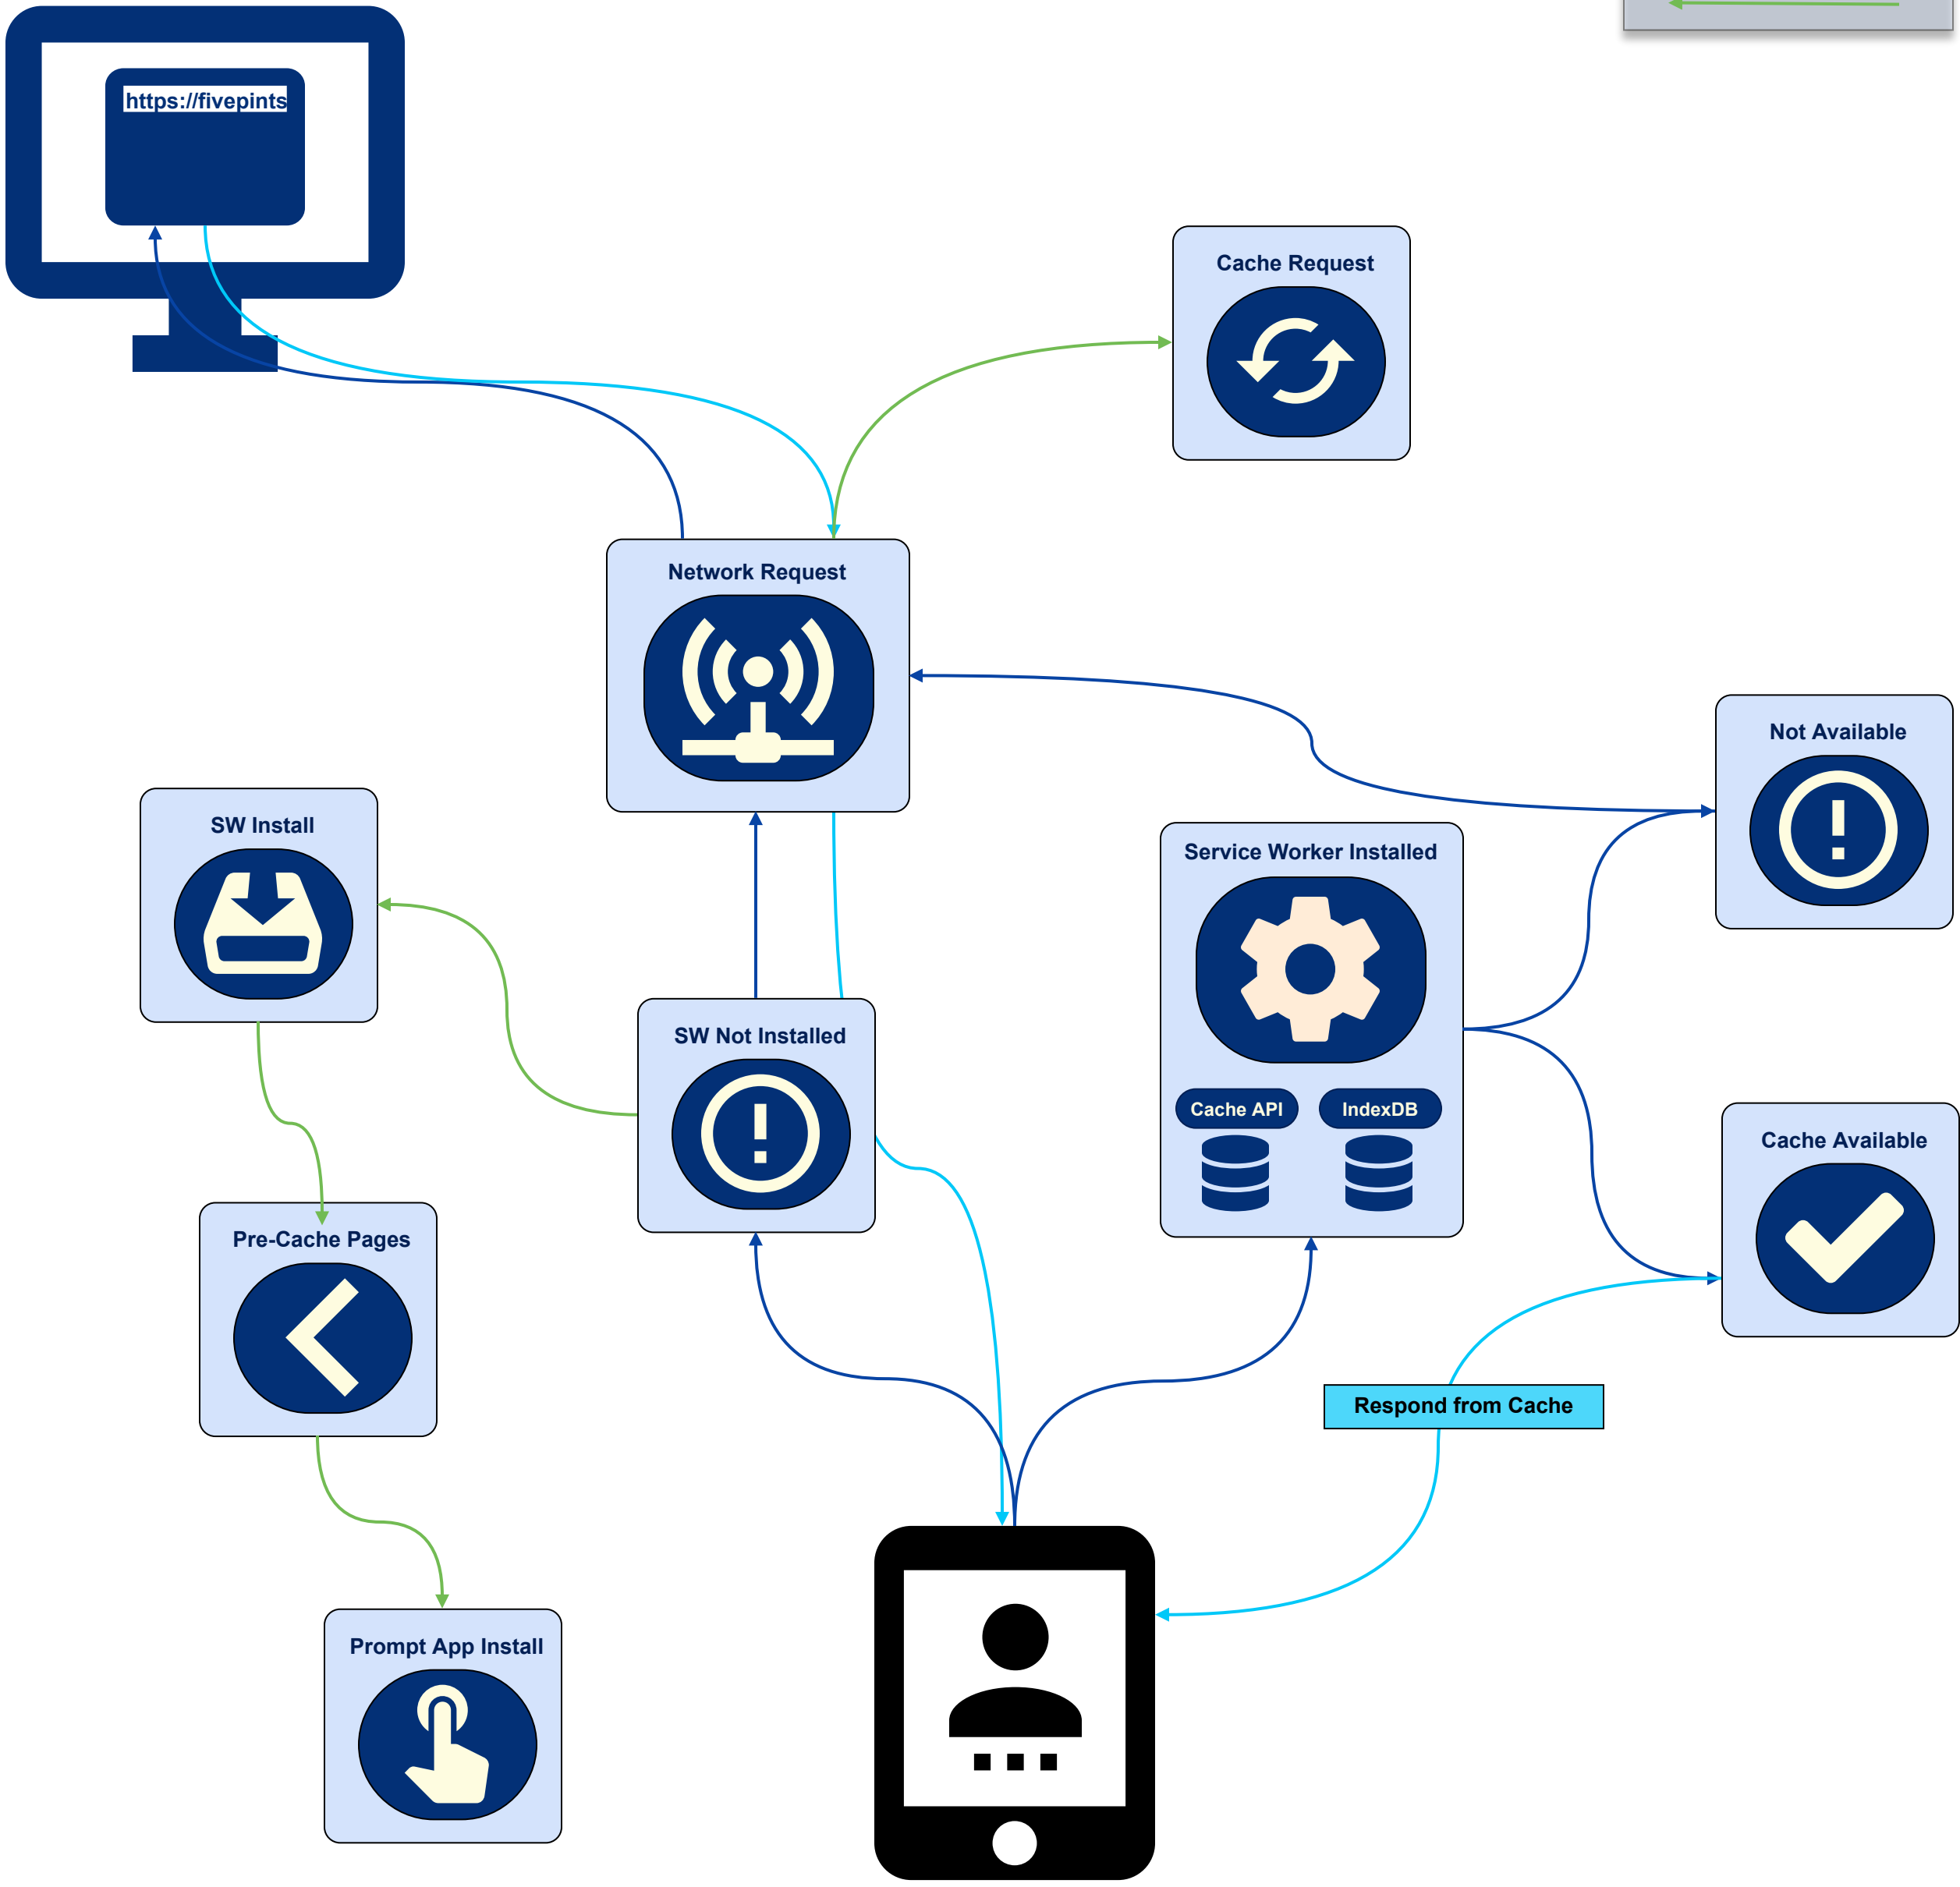 https://fivepints
Cache Request
Network Request
Not Available
SW Install
Service Worker Installed
SW Not Installed
Cache API
IndexDB
Cache Available
Pre-Cache Pages
Respond from Cache
Prompt App Install